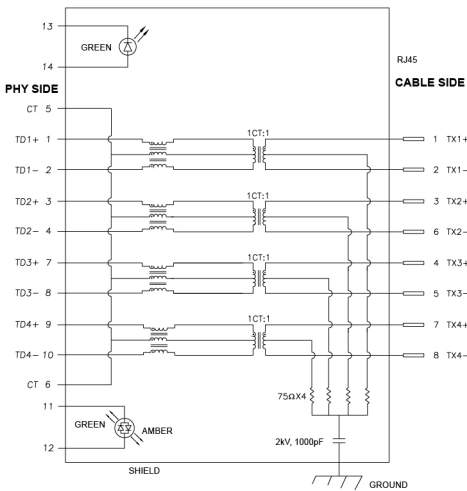 13
GREEN
14
RJ45
PHY SIDE
CABLE SIDE
CT 5
1CT:1
TD1+ 1
1 TX1+
TD1- 2
2 TX1-
1CT:1
TD2+ 3
3 TX2+
TD2- 4
6 TX2-
1CT:1
TD3+ 7
4 TX3+
TD3- 8
5 TX3-
1CT:1
TD4+ 9
7 TX4+
TD4- 10
8 TX4-
CT 6
75ΩX4
11
GREEN
AMBER
12
2kV, 1000pF
SHIELD
GROUND